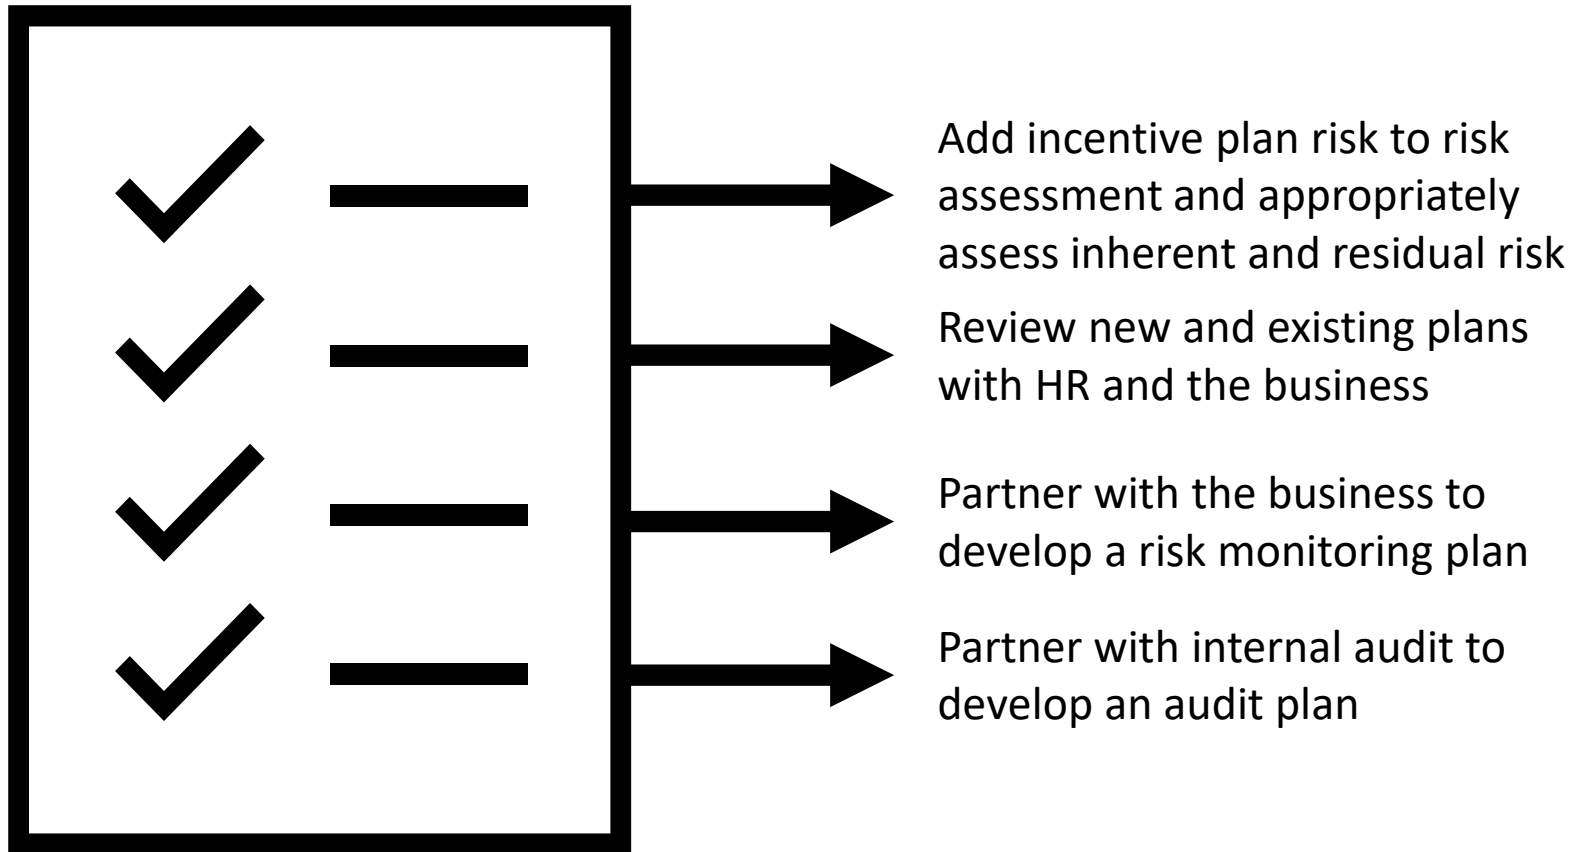 Add incentive plan risk to risk
assessment and appropriately
assess inherent and residual risk
Review new and existing plans
with HR and the business
Partner with the business to
develop a risk monitoring plan
Partner with internal audit to
develop an audit plan